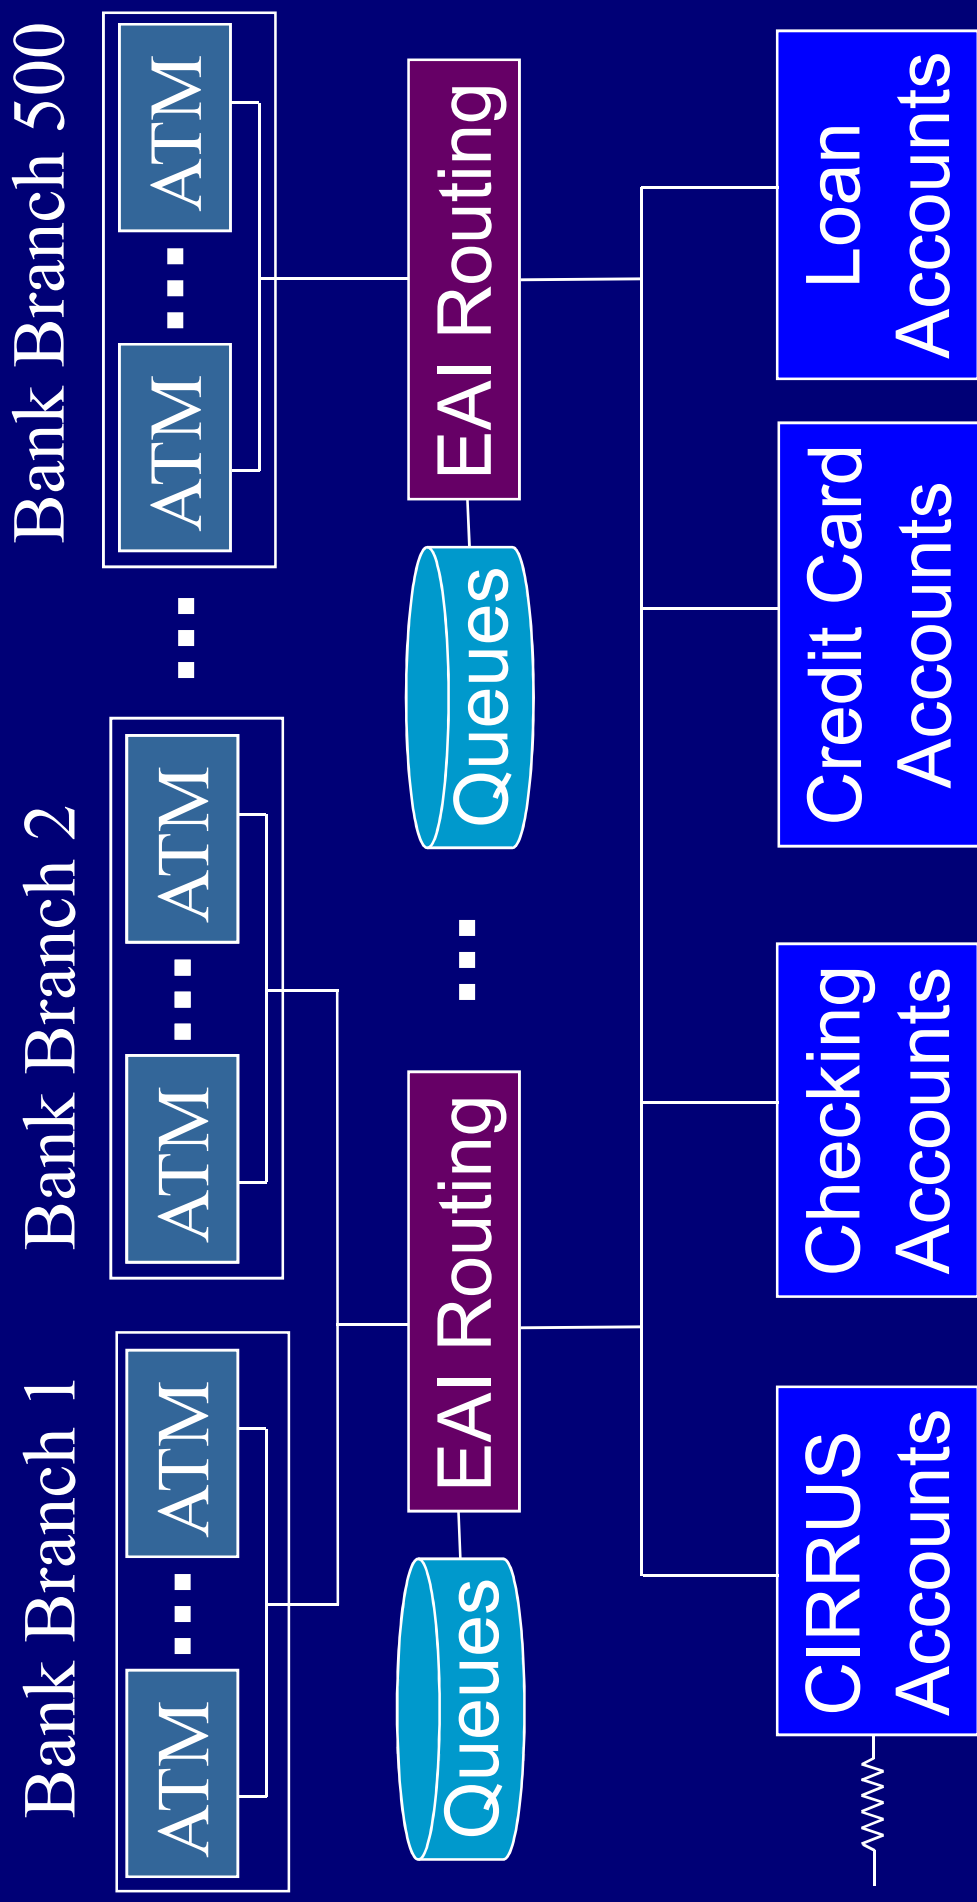 Bank Branch 1
Bank Branch 2
Bank Branch 500
ATM
...
ATM
ATM
...
ATM
...
ATM
...
ATM
Queues
EAI Routing
...
Queues
EAI Routing
CIRRUS
Accounts
Checking
Accounts
Credit Card
Accounts
Loan
Accounts